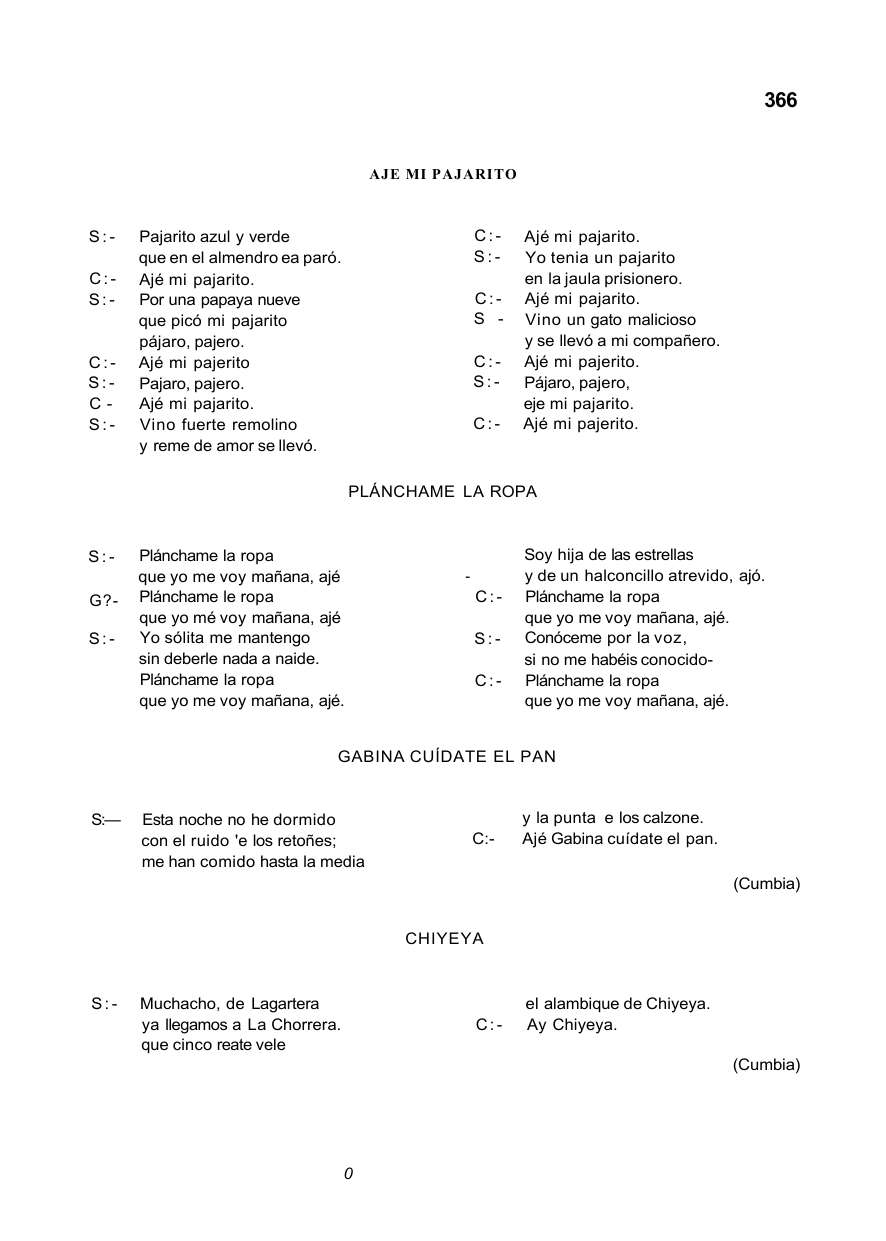 366
AJE MI PAJARITO
S:- Pajarito azul y verde
que en el almendro ea paró.
C:- Ajé mi pajarito.
S:- Por una papaya nueve
que picó mi pajarito
pájaro, pajero.
C:- Ajé mi pajerito
S:- Pajaro, pajero.
C - Ajé mi pajarito.
S:- Vino fuerte remolino
y reme de amor se llevó.
C:- Ajé mi pajarito.
S:- Yo tenia un pajarito
en la jaula prisionero.
C:- Ajé mi pajarito.
S - Vino un gato malicioso
y se llevó a mi compañero.
C:- Ajé mi pajerito.
S:- Pájaro, pajero,
eje mi pajarito.
C:- Ajé mi pajerito.
PLÁNCHAME LA ROPA
S:- Plánchame la ropa
que yo me voy mañana, ajé
G?- Plánchame le ropa
que yo mé voy mañana, ajé
S:- Yo sólita me mantengo
sin deberle nada a naide.
Plánchame la ropa
que yo me voy mañana, ajé.
Soy hija de las estrellas
- y de un halconcillo atrevido, ajó.
C:- Plánchame la ropa
que yo me voy mañana, ajé.
S:- Conóceme por la voz,
si no me habéis conocido-
C:- Plánchame la ropa
que yo me voy mañana, ajé.
GABINA CUÍDATE EL PAN
S:— Esta noche no he dormido
con el ruido 'e los retoñes;
me han comido hasta la media
y la punta e los calzone.
C:- Ajé Gabina cuídate el pan.
(Cumbia)
CHIYEYA
S:- Muchacho, de Lagartera
ya llegamos a La Chorrera.
que cinco reate vele
el alambique de Chiyeya.
C:- Ay Chiyeya.
(Cumbia)
0